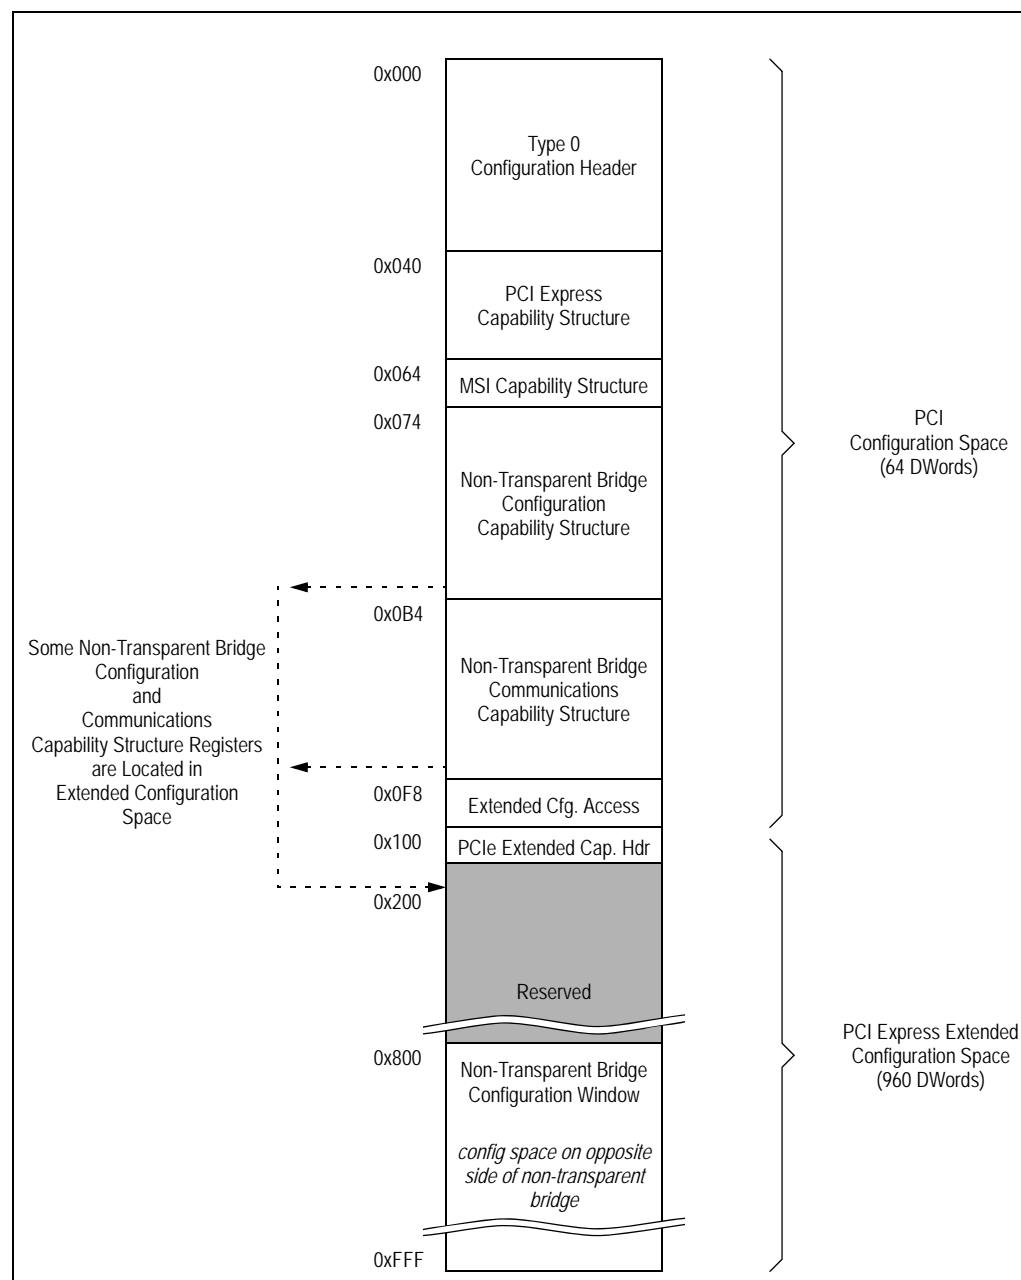 0x000
Type 0
Configuration Header
0x040
PCI Express
Capability Structure
0x064
MSI Capability Structure
0x074
PCI
Configuration Space
(64 DWords)
Non-Transparent Bridge
Configuration
Capability Structure
0x0B4
Some Non-Transparent Bridge
Configuration
and
Communications
Capability Structure Registers
are Located in
Extended Configuration
Space
Non-Transparent Bridge
Communications
Capability Structure
0x0F8
Extended Cfg. Access
0x100
PCIe Extended Cap. Hdr
0x200
Reserved
0x800
PCI Express Extended
Configuration Space
(960 DWords)
Non-Transparent Bridge
Configuration Window
config space on opposite
side of non-transparent
bridge
0xFFF